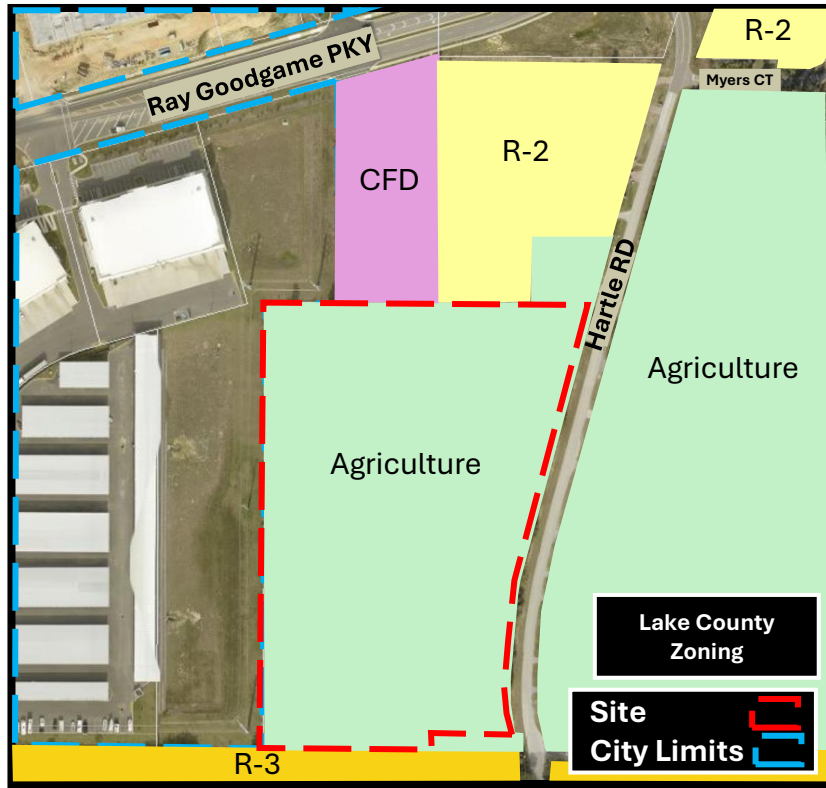 R-2
Ray Goodgame PKY
Myers CT
CFD
R-2
Hartle RD
Agriculture
Agriculture
Lake County
Zoning
Site
City Limits
R-3